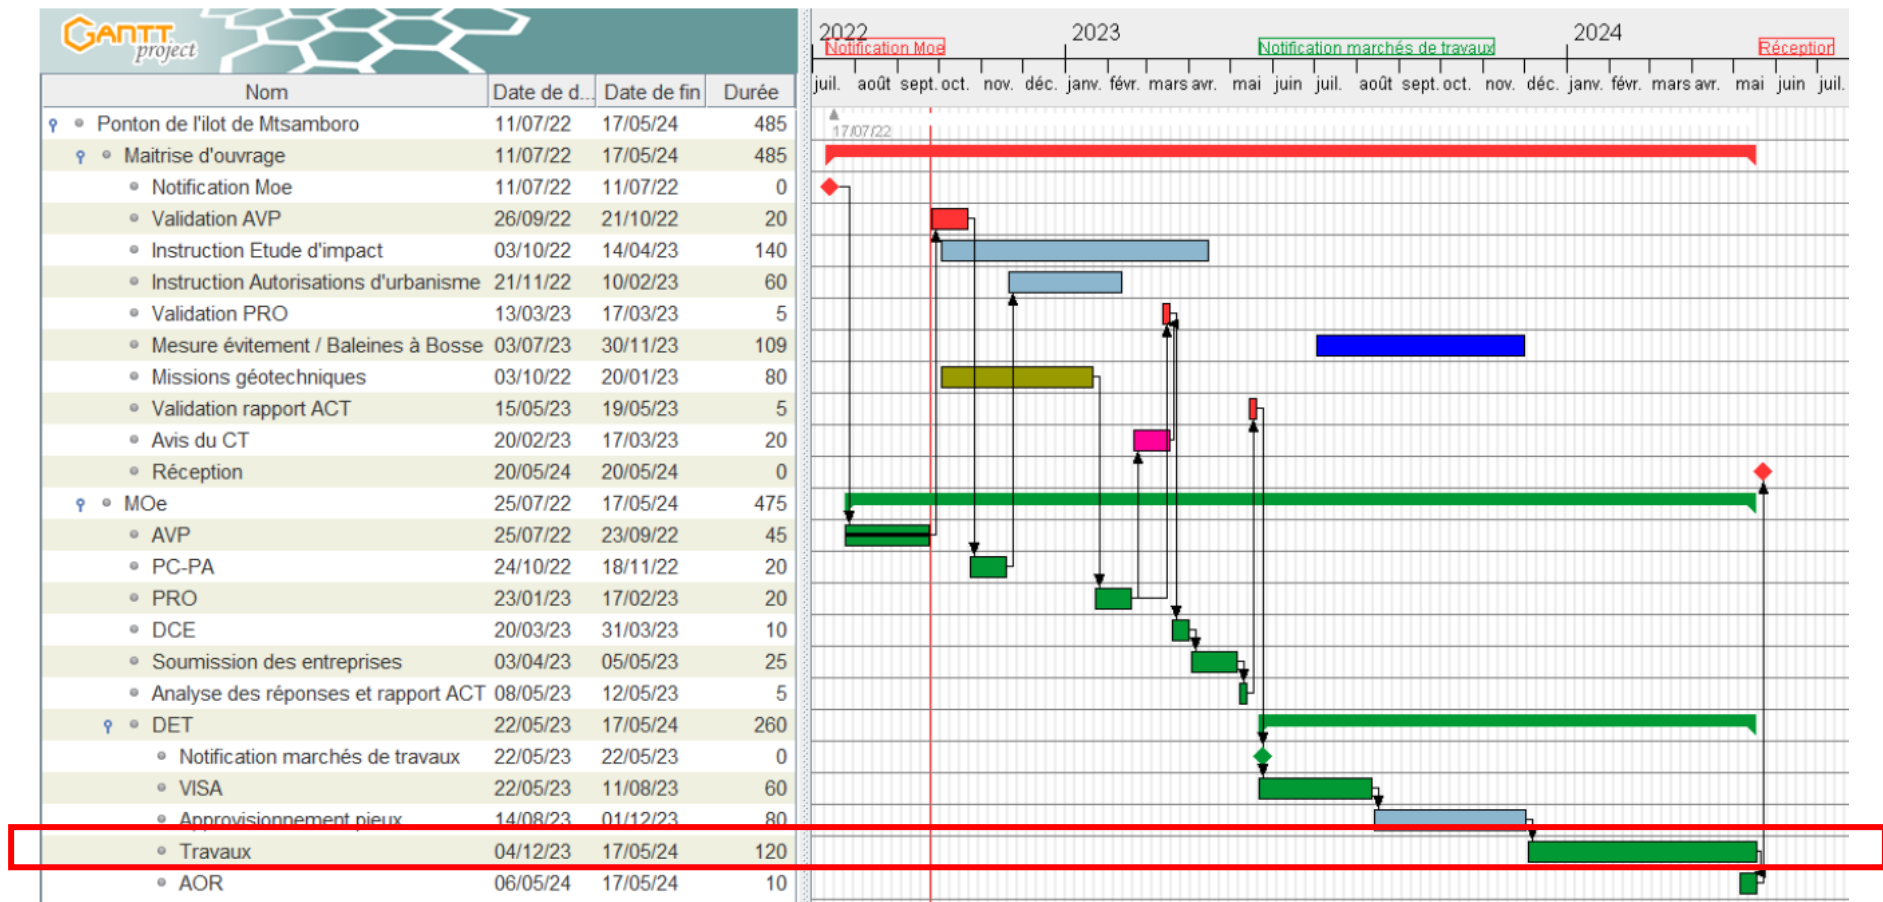 GANTT
project
2022 2023 2024
Notification Moe Notification marchés de travaux Réception
Nom Date de d... Date de fin Durée
juil. août sept. oct. nov. déc. janv. févr. mars avr. mai juin juil. août sept. oct. nov. déc. janv. févr. mars avr. mai juin juil.
Ponton de l'ilot de Mtsamboro 11/07/22 17/05/24 485
17/07/22
Maitrise d'ouvrage 11/07/22 17/05/24 485
Notification Moe 11/07/22 11/07/22 0
Validation AVP 26/09/22 21/10/22 20
Instruction Etude d'impact 03/10/22 14/04/23 140
Instruction Autorisations d'urbanisme 21/11/22 10/02/23 60
Validation PRO 13/03/23 17/03/23 5
Mesure évitement / Baleines à Bosse 03/07/23 30/11/23 109
Missions géotechniques 03/10/22 20/01/23 80
Validation rapport ACT 15/05/23 19/05/23 5
Avis du CT 20/02/23 17/03/23 20
Réception 20/05/24 20/05/24 0
MOe 25/07/22 17/05/24 475
AVP 25/07/22 23/09/22 45
PC-PA 24/10/22 18/11/22 20
PRO 23/01/23 17/02/23 20
DCE 20/03/23 31/03/23 10
Soumission des entreprises 03/04/23 05/05/23 25
Analyse des réponses et rapport ACT 08/05/23 12/05/23 5
DET 22/05/23 17/05/24 260
Notification marchés de travaux 22/05/23 22/05/23 0
VISA 22/05/23 11/08/23 60
Approvisionnement pieux 14/08/23 01/12/23 80
Travaux 04/12/23 17/05/24 120
AOR 06/05/24 17/05/24 10